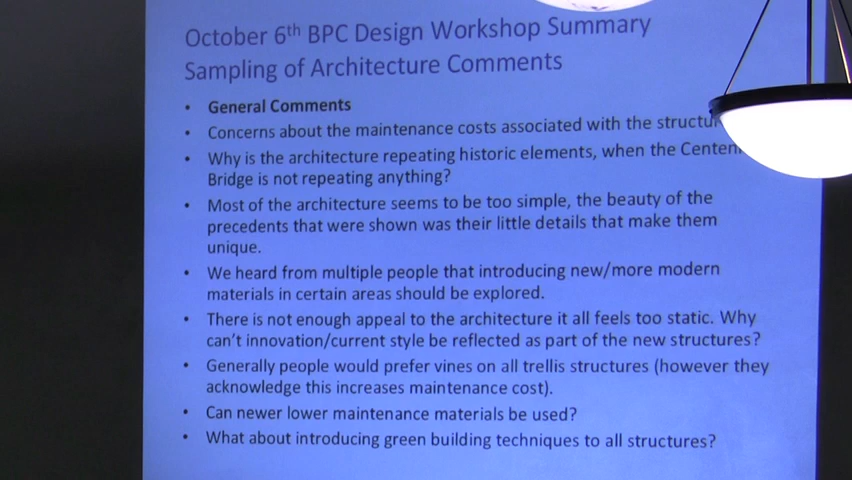 October 6th BPC Design Workshop Summary
Sampling of Architecture Comments
• General Comments
• Concerns about the maintenance costs associated with the
• Why is the architecture repeating historic elements, when the
Bridge is not repeating anything?
• Most of the architecture seems to be too simple, the beauty of the
precedents that were shown was their little details that make them
unique.
• We heard from multiple people that introducing new/more modern
materials in certain areas should be explored.
• There is not enough appeal to the architecture it all feels too static. Why
can't innovation/current style be reflected as part of the new structures?
• Generally people would prefer vines on all trellis structures (however they
acknowledge this increases maintenance cost).
• Can newer lower maintenance materials be used?
• What about introducing green building techniques to all structures?